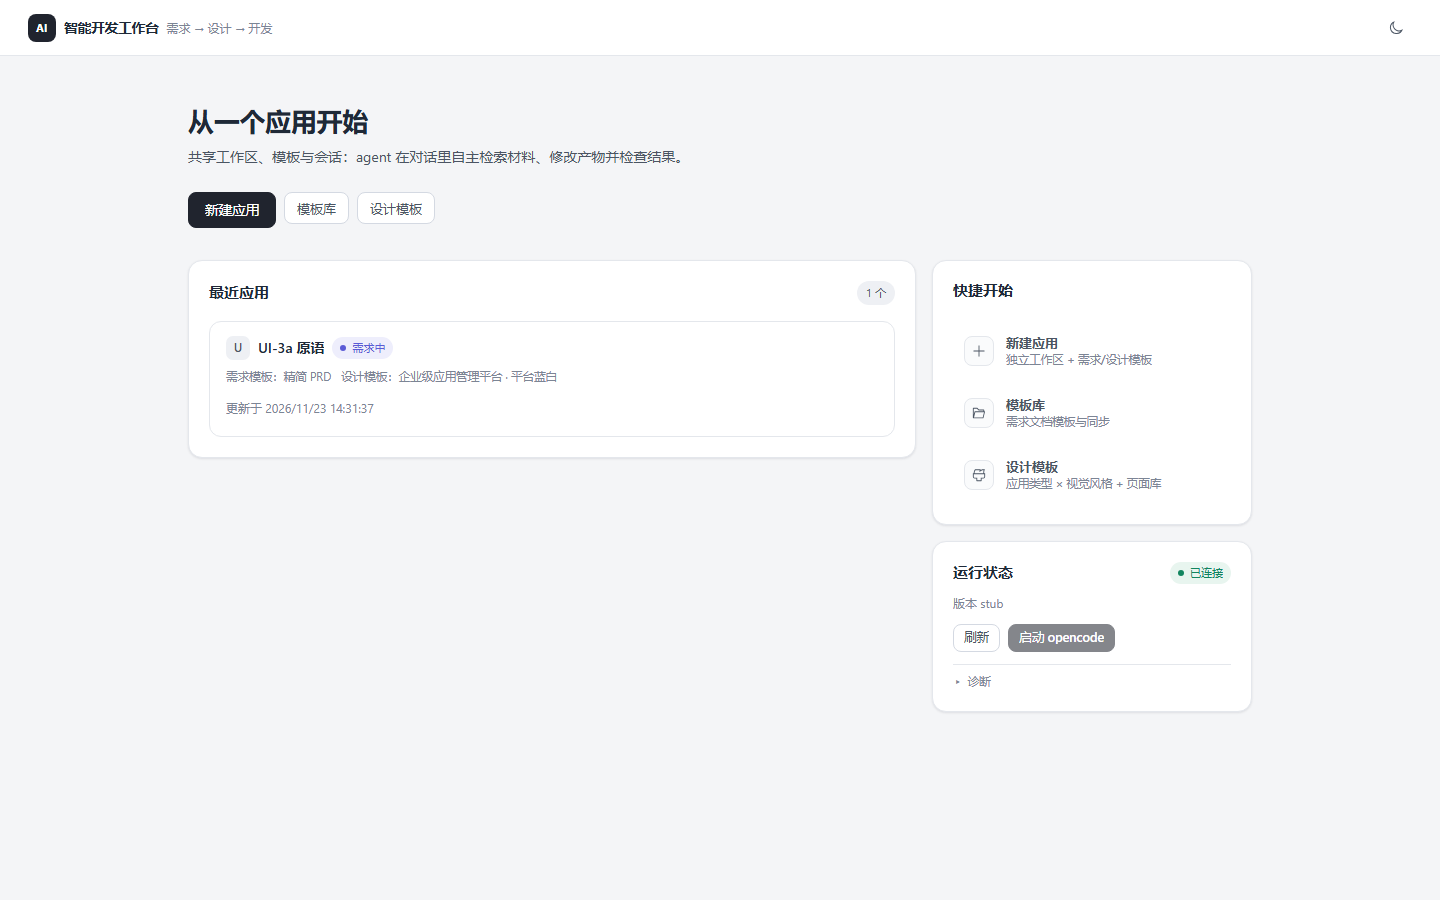 AI 智能开发工作台 需求 → 设计 → 开发
从一个应用开始
共享工作区、模板与会话：agent 在对话里自主检索材料、修改产物并检查结果。
新建应用 模板库 设计模板
最近应用 1 个
U UI-3a 原语 需求中
需求模板：精简 PRD 设计模板：企业级应用管理平台 · 平台蓝白
更新于 2026/11/23 14:31:37
快捷开始
新建应用
独立工作区 + 需求/设计模板
模板库
需求文档模板与同步
设计模板
应用类型 × 视觉风格 + 页面库
运行状态 已连接
版本 stub
刷新 启动 opencode
诊断